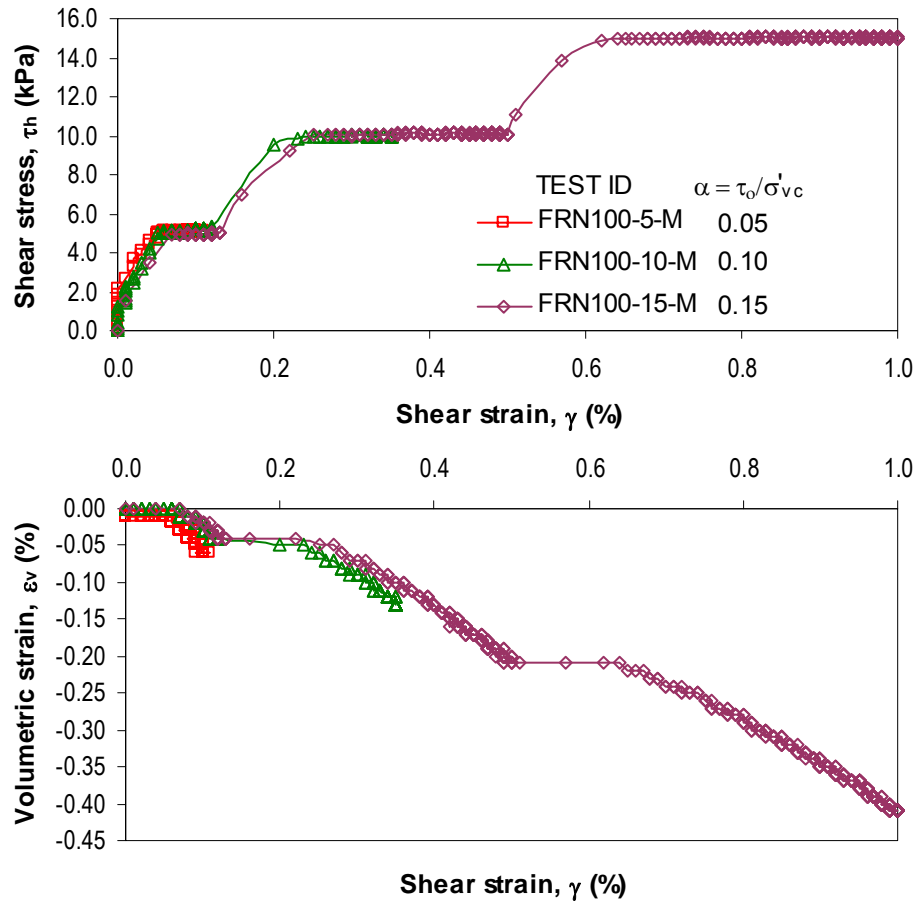 Shear stress, τh (kPa)
16.0
14.0
12.0
10.0
8.0
6.0
4.0
2.0
0.0
TEST ID α = τo/σ'vc
FRN100-5-M 0.05
FRN100-10-M 0.10
FRN100-15-M 0.15
0.0 0.2 0.4 0.6 0.8 1.0
Shear strain, γ (%)
0.0 0.2 0.4 0.6 0.8 1.0
Volumetric strain, εv (%)
0.00
-0.05
-0.10
-0.15
-0.20
-0.25
-0.30
-0.35
-0.40
-0.45
Shear strain, γ (%)